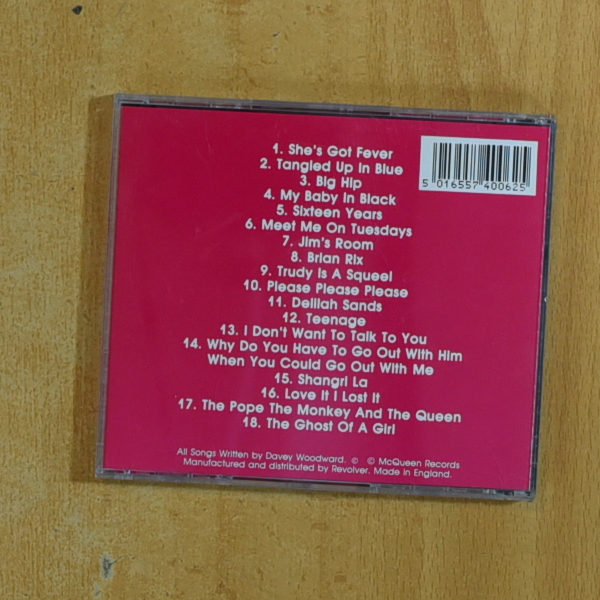 1. She's Got Fever
2. Tangled Up In Blue
3. Big Hip
4. My Baby In Black
5. Sixteen Years
6. Meet Me On Tuesdays
7. Jim's Room
8. Brian Rix
9. Trudy Is A Squeel
10. Please Please Please
11. Delilah Sands
12. Teenage
13. I Don't Want To Talk To You
14. Why Do You Have To Go Out With Him
When You Could Go Out With Me
15. Shangri La
16. Love It I Lost It
17. The Pope The Monkey And The Queen
18. The Ghost Of A Girl
All Songs Written by Davey Woodward. © © McQueen Records
Manufactured and distributed by Revolver. Made in England.
5 016557 400625